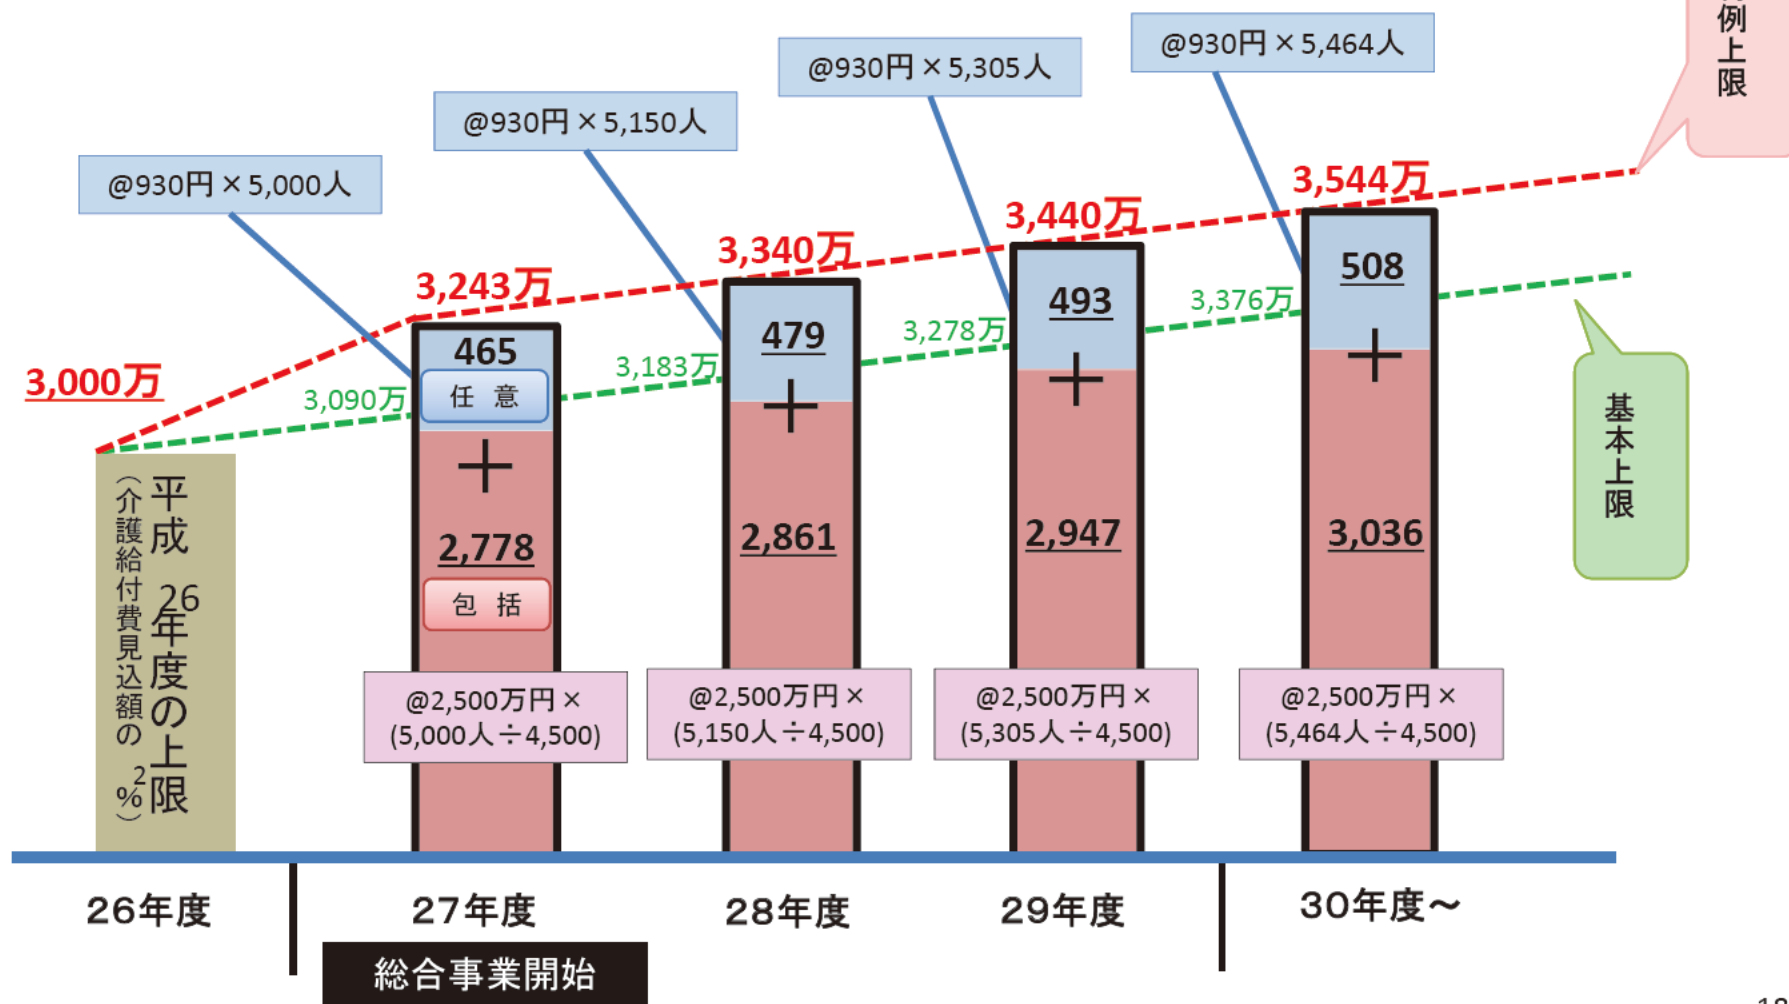 例上限
@930円×5,464人
@930円×5,305人
@930円×5,150人
@930円×5,000人
3,544万
3,440万
3,340万
3,243万
3,000万
508
493
479
465
任 意
3,376万
3,278万
3,183万
3,090万
基本上限
平成 26年度の上限
（介護給付費見込額の 2%）
＋
＋
＋
＋
2,778
2,861
2,947
3,036
包 括
@2,500万円×
(5,000人÷4,500)
@2,500万円×
(5,150人÷4,500)
@2,500万円×
(5,305人÷4,500)
@2,500万円×
(5,464人÷4,500)
26年度
27年度
28年度
29年度
30年度～
総合事業開始